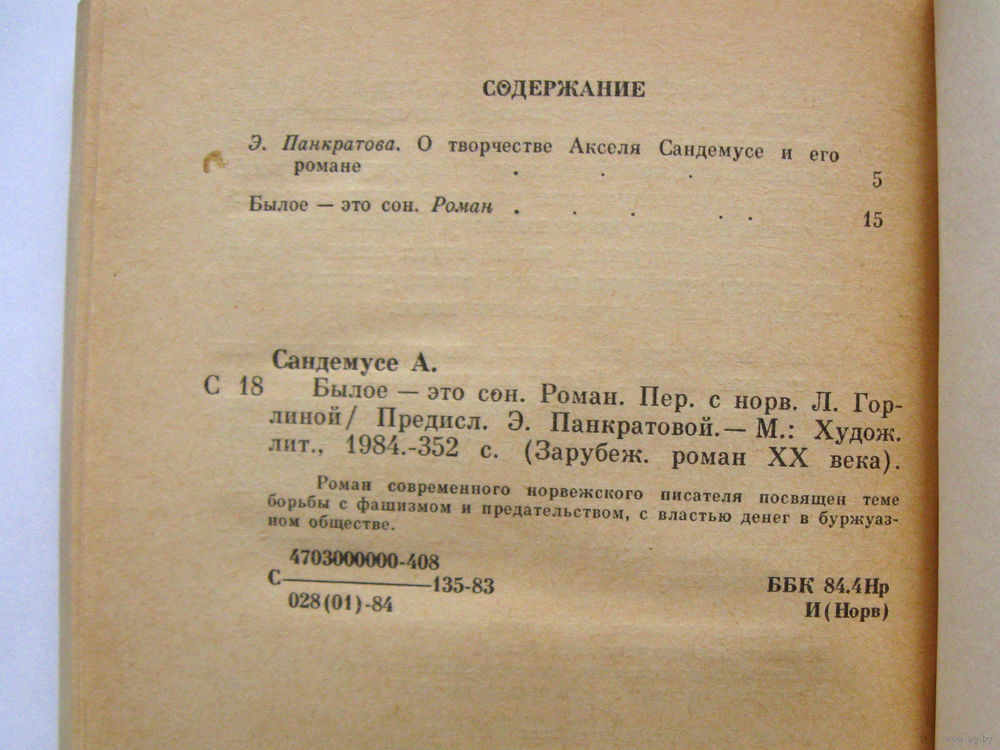 СОДЕРЖАНИЕ
Э. Панкратова. О творчестве Акселя Сандемусе и его
романе . . . 5
Былое — это сон. Роман . . . . . 15
Сандемусе А.
С 18 Былое — это сон. Роман. Пер. с норв. Л. Гор-
линой/ Предисл. Э. Панкратовой.— М.: Худож.
лит., 1984.-352 с. (Зарубеж. роман XX века).
Роман современного норвежского писателя посвящен теме
борьбы с фашизмом и предательством, с властью денег в буржуаз-
ном обществе.
4703000000-408
С————135-83
028(01)-84
ББК 84.4Нр
И(Норв)
www.ay.by